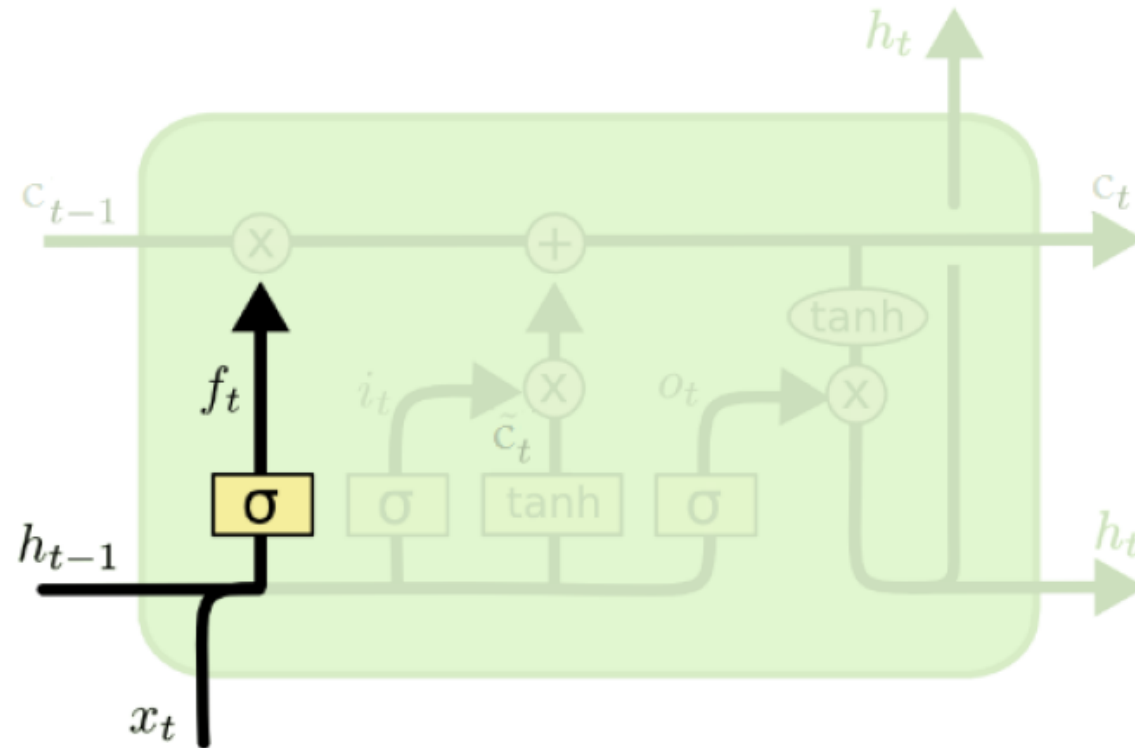 h_t
c_{t-1} x + c_t
tanh
f_t i_t x o_t x
c̃_t
σ σ tanh σ
h_{t-1} h_t
x_t